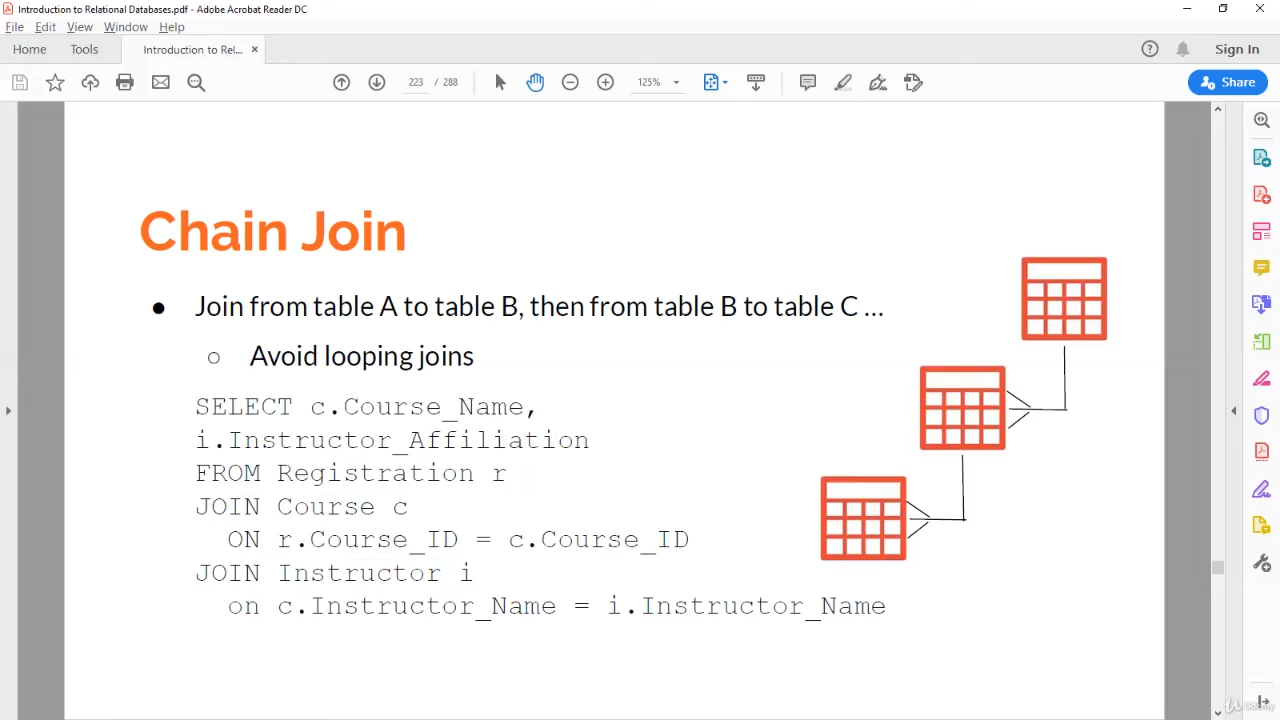 Introduction to Relational Databases.pdf - Adobe Acrobat Reader DC
File Edit View Window Help
Home Tools Introduction to Rel... × Sign In
223 / 288 125% Share
Chain Join
● Join from table A to table B, then from table B to table C ...
○ Avoid looping joins
SELECT c.Course_Name,
i.Instructor_Affiliation
FROM Registration r
JOIN Course c
ON r.Course_ID = c.Course_ID
JOIN Instructor i
on c.Instructor_Name = i.Instructor_Name
Udemy